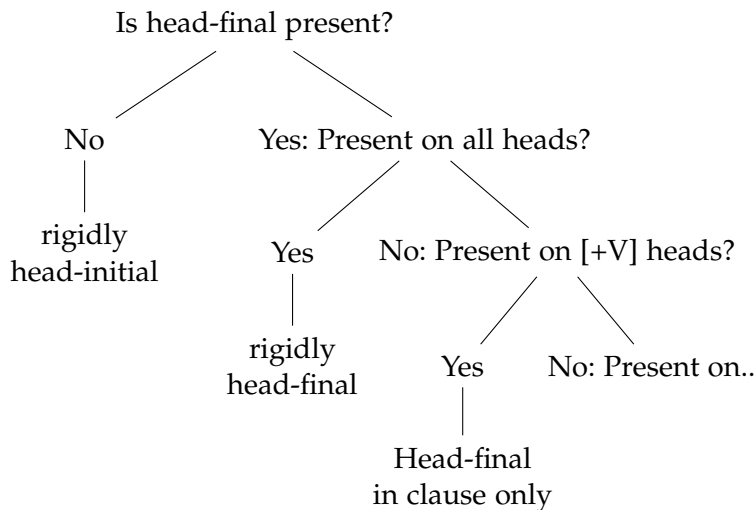 Is head-final present?
No
Yes: Present on all heads?
rigidly
head-initial
Yes
No: Present on [+V] heads?
rigidly
head-final
Yes
No: Present on..
Head-final
in clause only